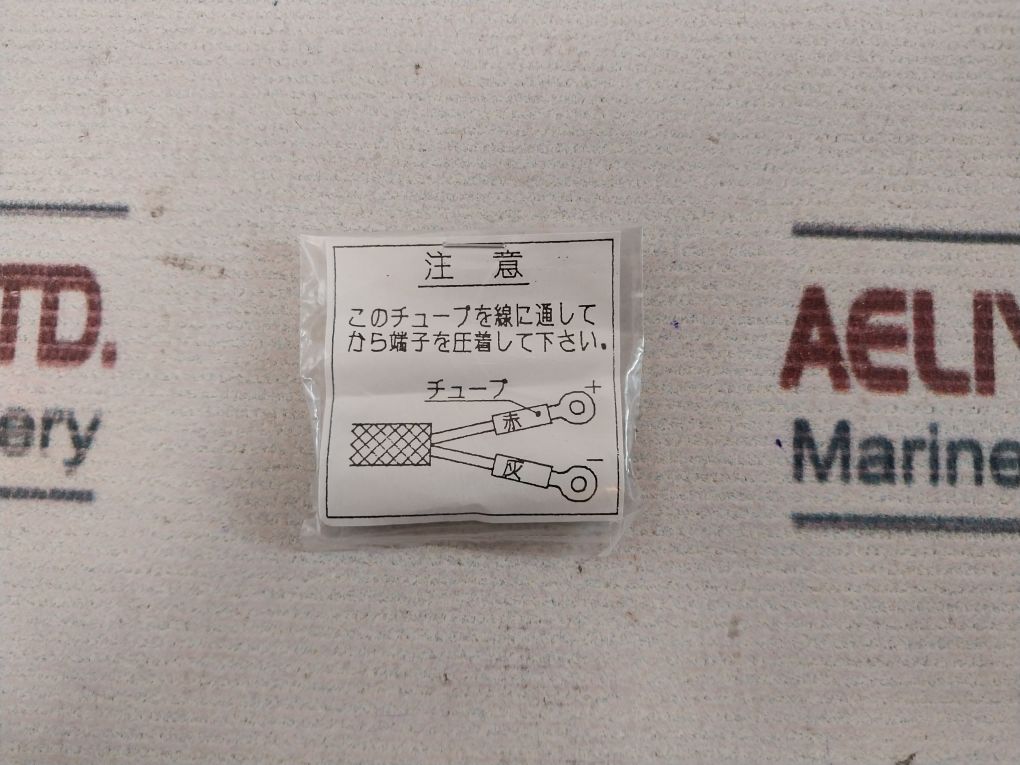 注 意
このチューブを線に通して
から端子を圧着して下さい。
チューブ
赤
+
灰
−
TD.
ery
AELIY
Marine